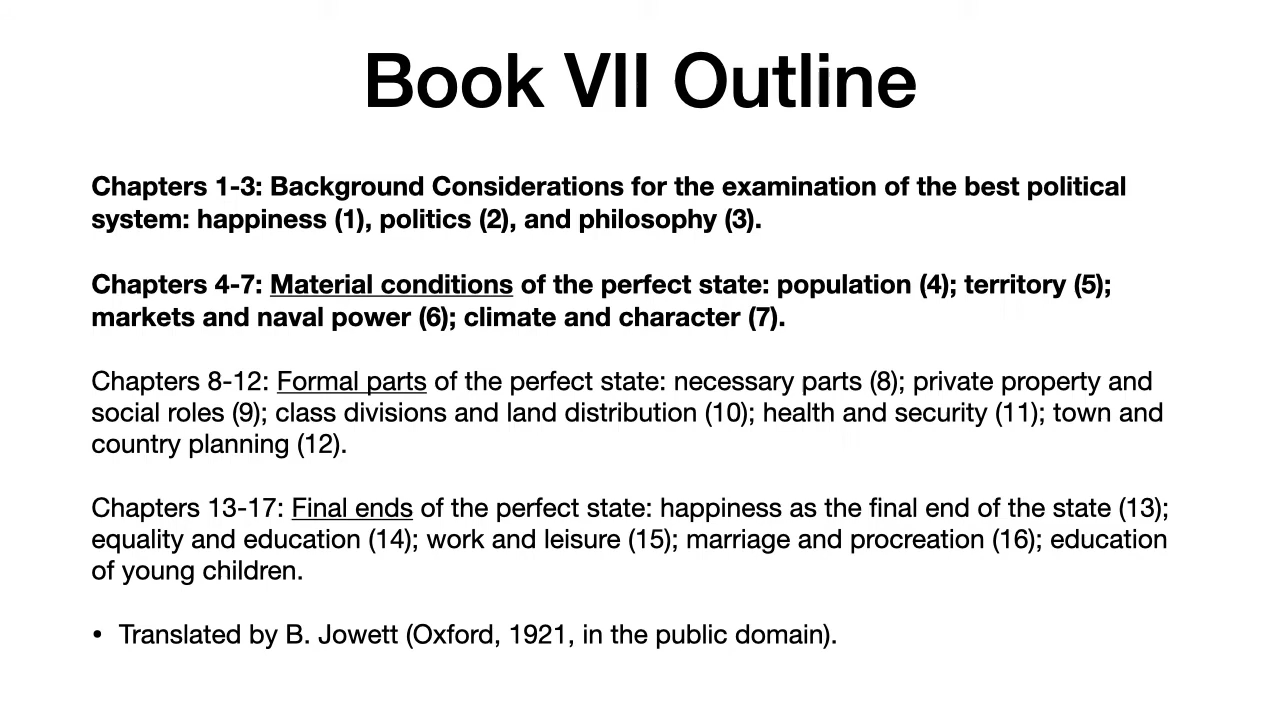 Book VII Outline
Chapters 1-3: Background Considerations for the examination of the best political
system: happiness (1), politics (2), and philosophy (3).
Chapters 4-7: Material conditions of the perfect state: population (4); territory (5);
markets and naval power (6); climate and character (7).
Chapters 8-12: Formal parts of the perfect state: necessary parts (8); private property and
social roles (9); class divisions and land distribution (10); health and security (11); town and
country planning (12).
Chapters 13-17: Final ends of the perfect state: happiness as the final end of the state (13);
equality and education (14); work and leisure (15); marriage and procreation (16); education
of young children.
• Translated by B. Jowett (Oxford, 1921, in the public domain).